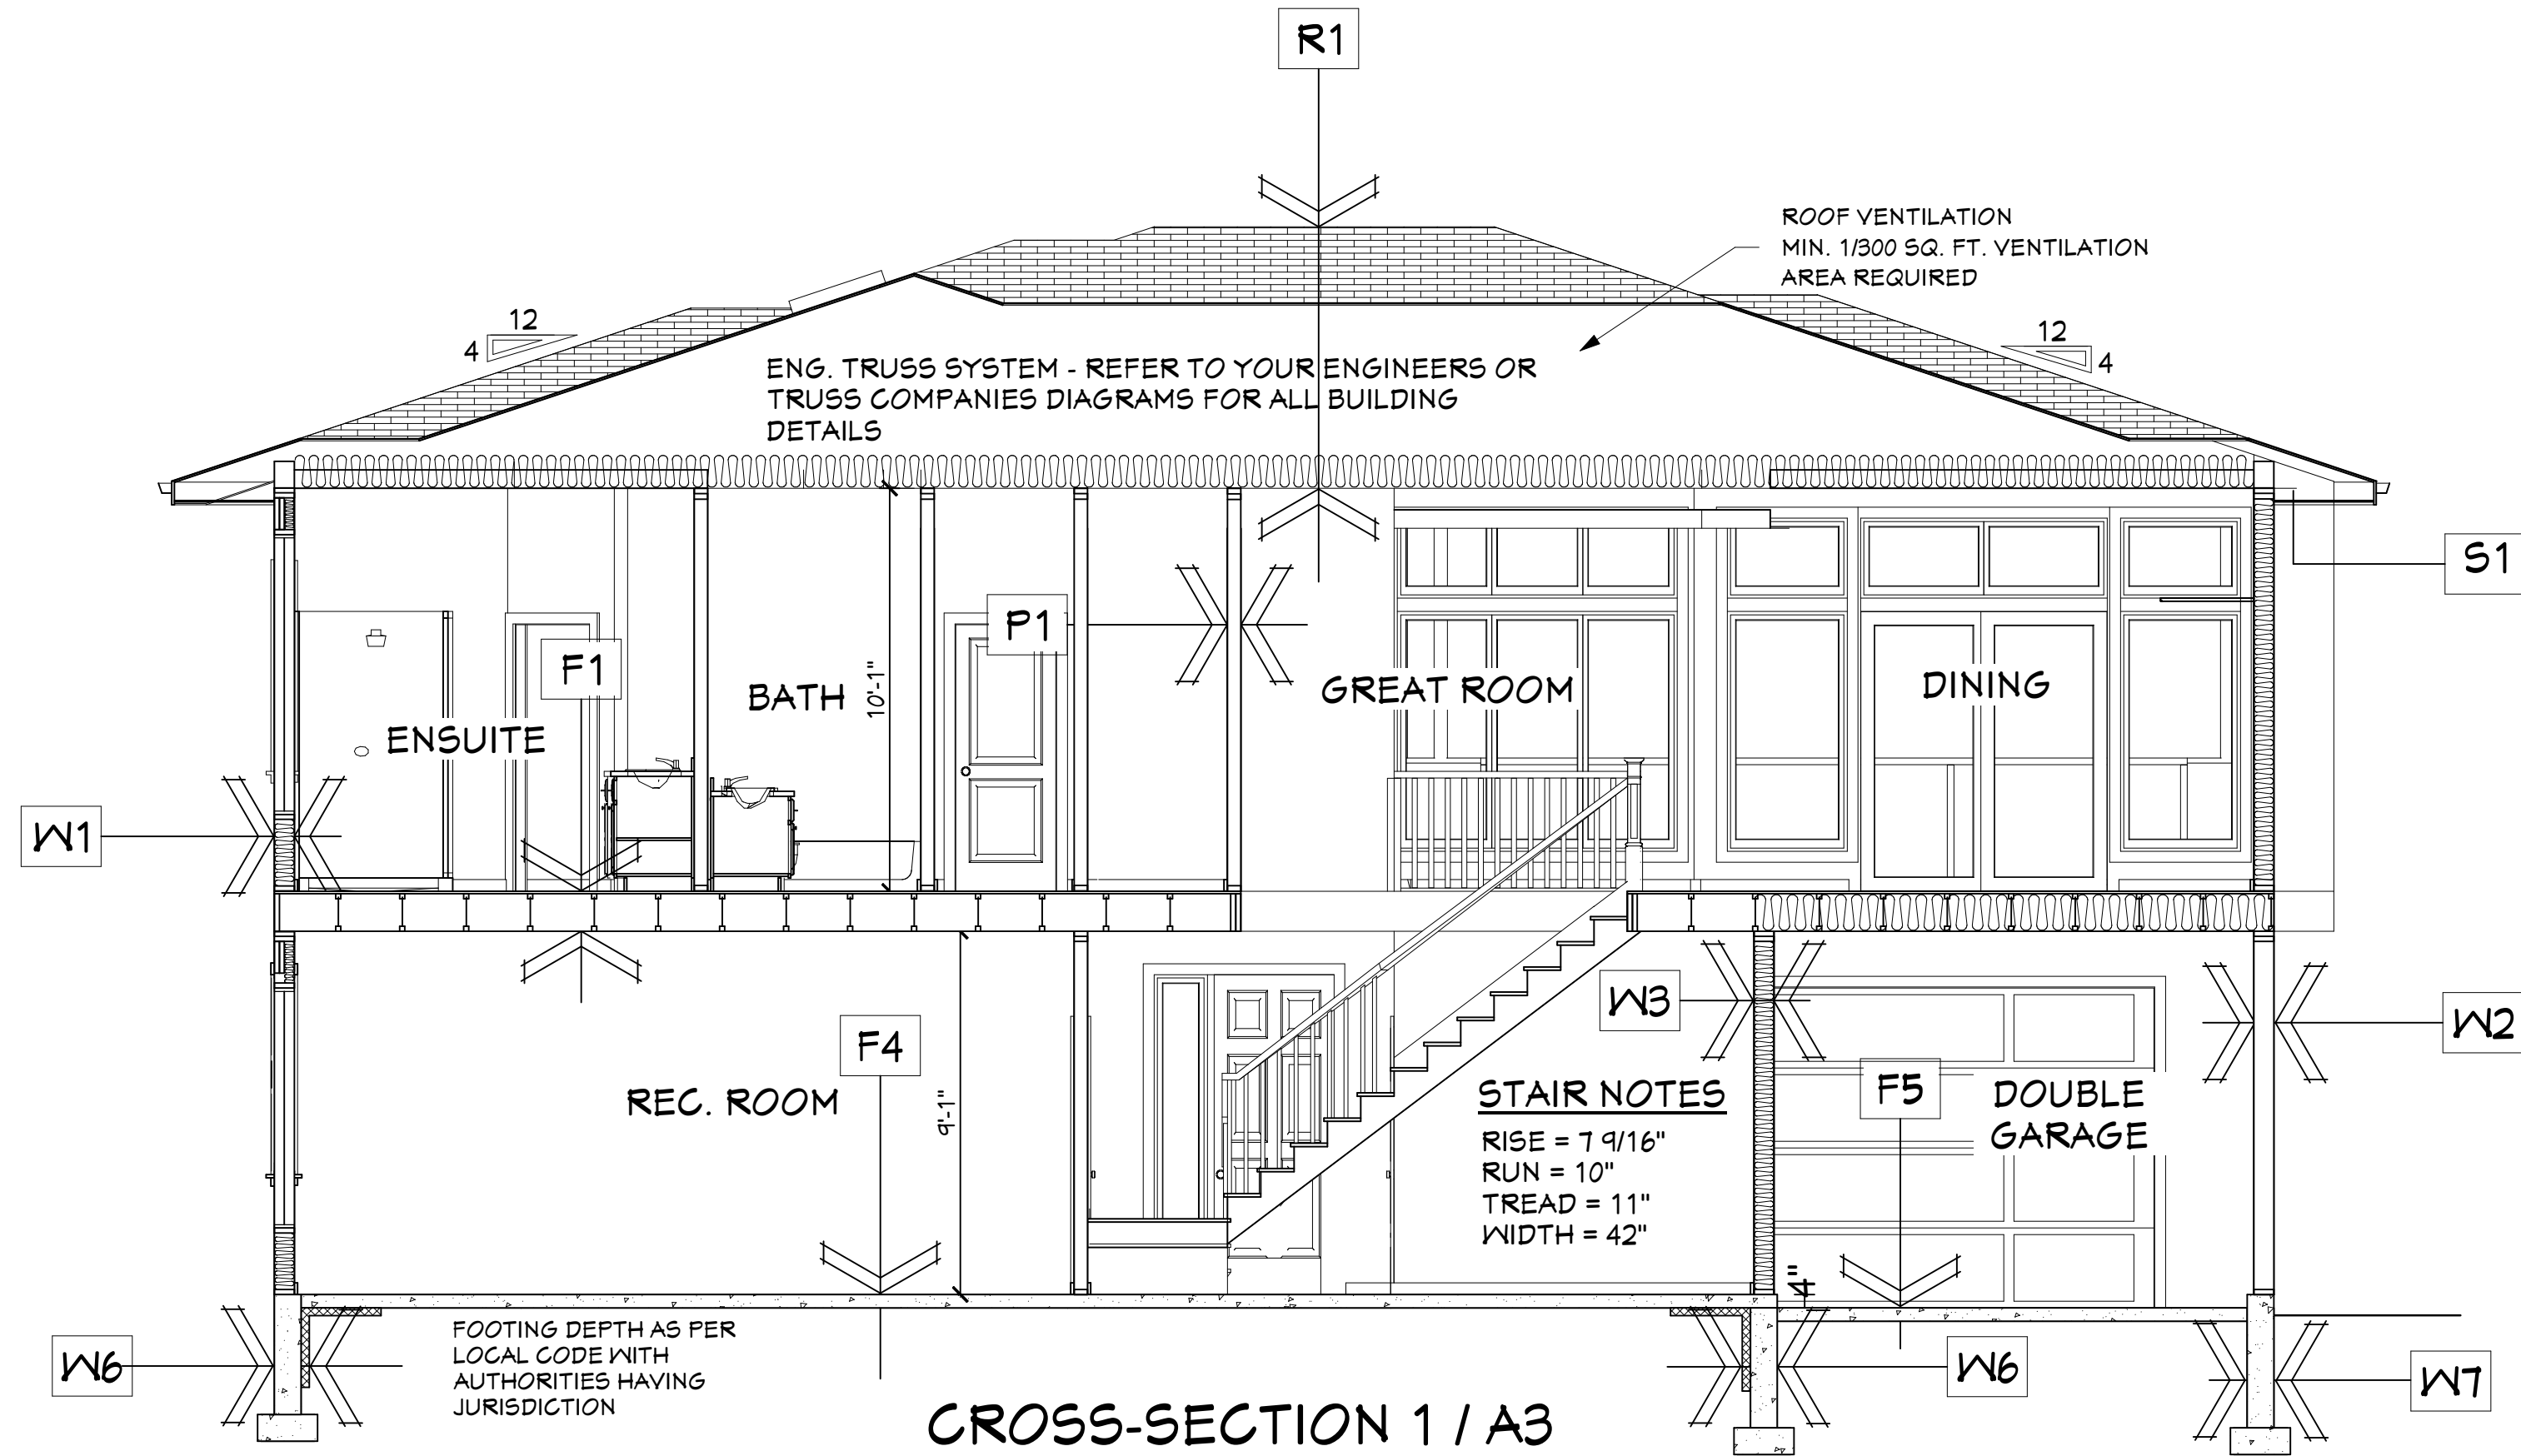 R1
ROOF VENTILATION
MIN. 1/300 SQ. FT. VENTILATION
AREA REQUIRED
12
4
12
4
ENG. TRUSS SYSTEM - REFER TO YOUR ENGINEERS OR
TRUSS COMPANIES DIAGRAMS FOR ALL BUILDING
DETAILS
S1
P1
F1
BATH
10'-1"
GREAT ROOM
DINING
ENSUITE
W1
W3
W2
F4
REC. ROOM
9'-1"
STAIR NOTES
RISE = 7 9/16"
RUN = 10"
TREAD = 11"
WIDTH = 42"
F5
DOUBLE
GARAGE
4"
FOOTING DEPTH AS PER
LOCAL CODE WITH
AUTHORITIES HAVING
JURISDICTION
W6
W6
W7
CROSS-SECTION 1 / A3